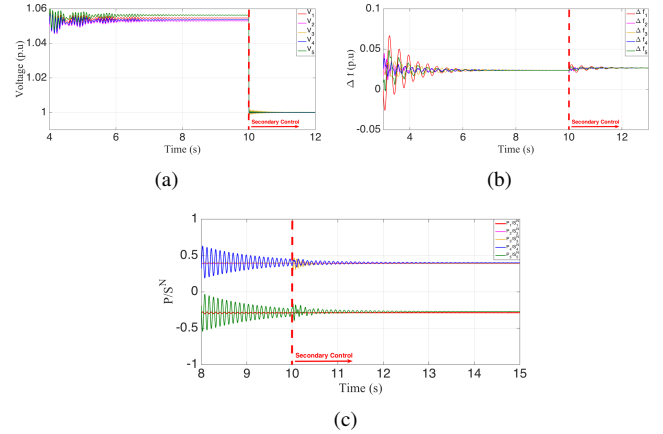 1.06
1.04
1.02
1
Voltage (p.u)
4 6 8 10 12
Time (s)
V1
V2
V3
V4
V5
Secondary Control
(a)
0.1
0.05
0
-0.05
Δ f (p.u)
4 6 8 10 12
Time (s)
Δ f1
Δ f2
Δ f3
Δ f4
Δ f5
Secondary Control
(b)
1
0.5
0
-0.5
-1
P/S^N
8 9 10 11 12 13 14 15
Time (s)
Secondary Control
(c)